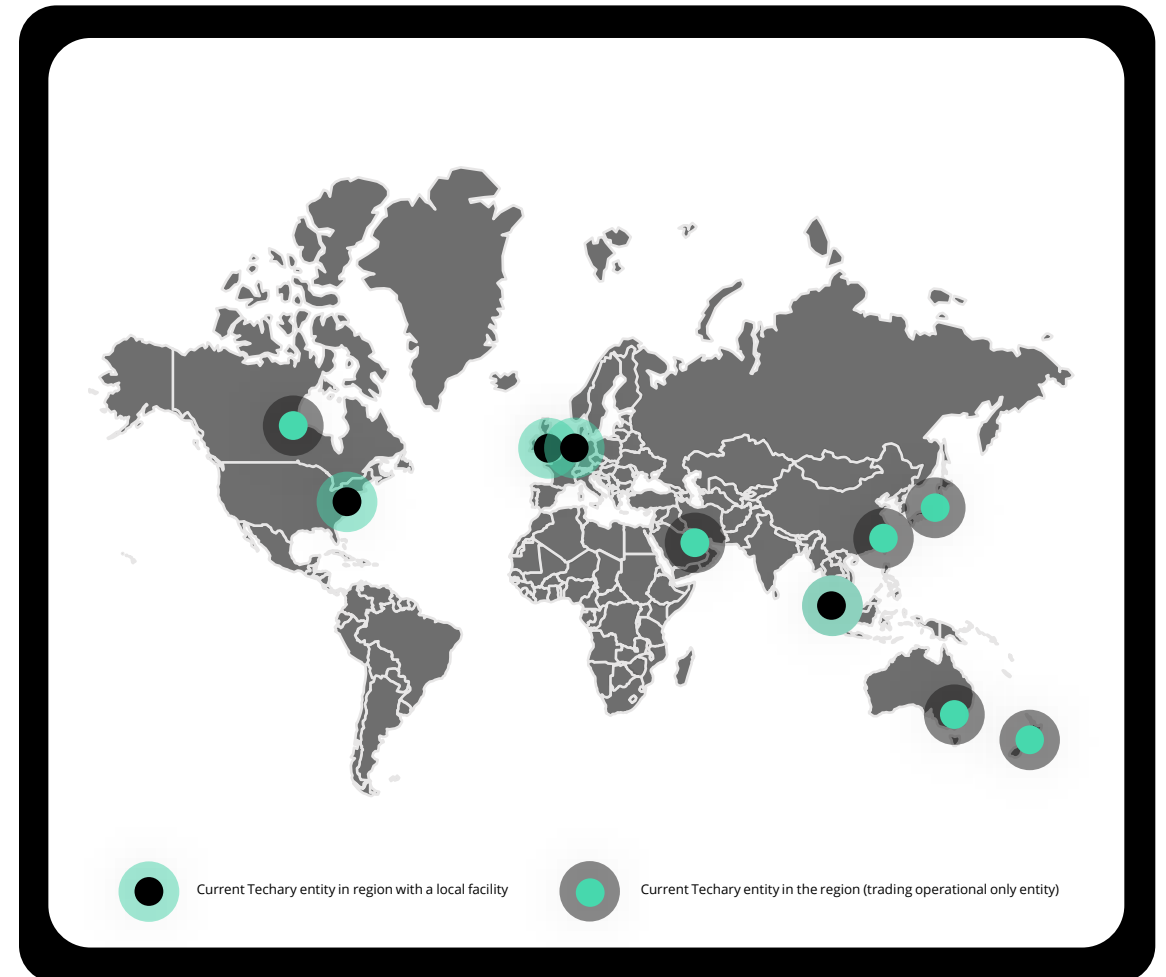 Current Techary entity in region with a local facility
Current Techary entity in the region (trading operational only entity)